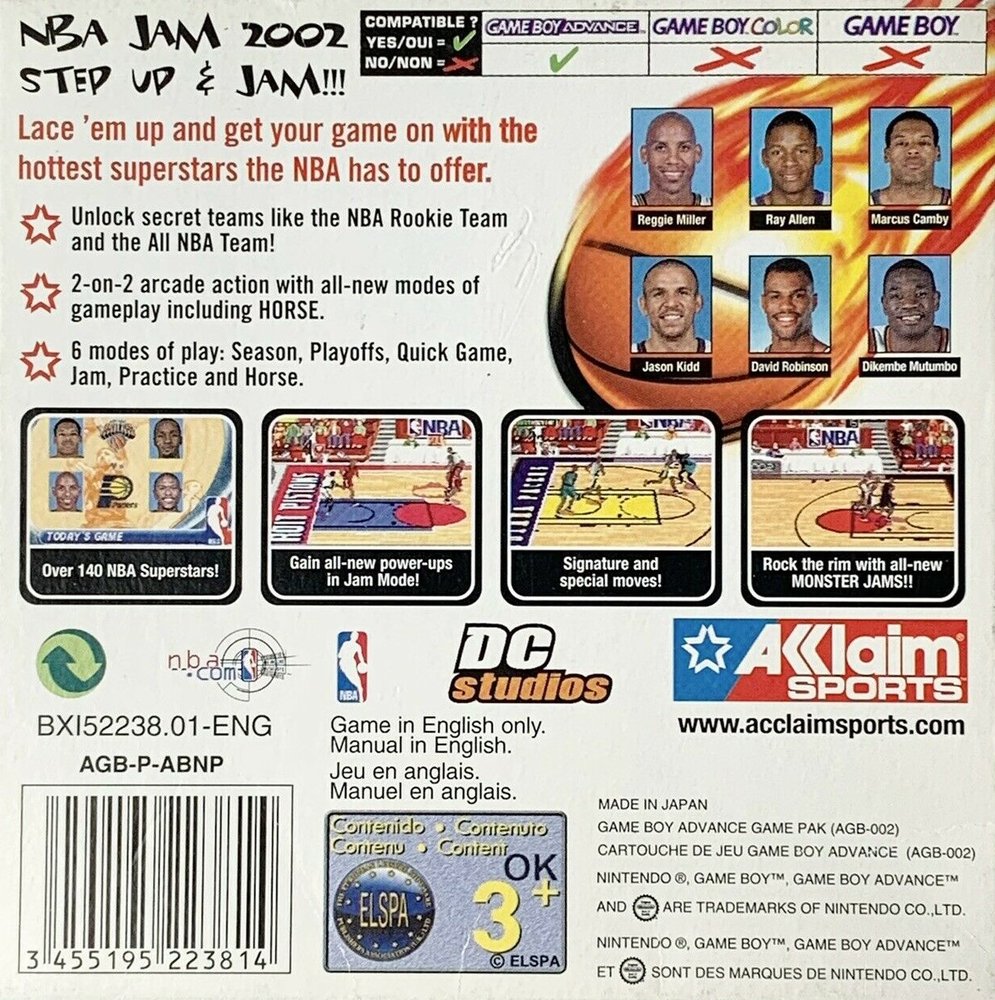 NBA JAM 2002
STEP UP & JAM!!!
COMPATIBLE ?
YES/OUI =
NO/NON =
GAME BOY ADVANCE
GAME BOY COLOR
GAME BOY
Lace 'em up and get your game on with the
hottest superstars the NBA has to offer.
Unlock secret teams like the NBA Rookie Team
and the All NBA Team!
2-on-2 arcade action with all-new modes of
gameplay including HORSE.
6 modes of play: Season, Playoffs, Quick Game,
Jam, Practice and Horse.
Reggie Miller
Ray Allen
Marcus Camby
Jason Kidd
David Robinson
Dikembe Mutumbo
TODAY'S GAME
Over 140 NBA Superstars!
NBA
Gain all-new power-ups
in Jam Mode!
Signature and
special moves!
NBA
Rock the rim with all-new
MONSTER JAMS!!
nba
.com
NBA
DC
studios
AKKlaim
SPORTS
www.acclaimsports.com
BXI52238.01-ENG
AGB-P-ABNP
Game in English only.
Manual in English.
Jeu en anglais.
Manuel en anglais.
3 455195 223814
Contenido • Contenuto
Contenu • Content
OK
3+
ELSPA
© ELSPA
MADE IN JAPAN
GAME BOY ADVANCE GAME PAK (AGB-002)
CARTOUCHE DE JEU GAME BOY ADVANCE (AGB-002)
NINTENDO ®, GAME BOY™, GAME BOY ADVANCE™
AND ARE TRADEMARKS OF NINTENDO CO.,LTD.
NINTENDO ®, GAME BOY™, GAME BOY ADVANCE™
ET SONT DES MARQUES DE NINTENDO CO.,LTD.